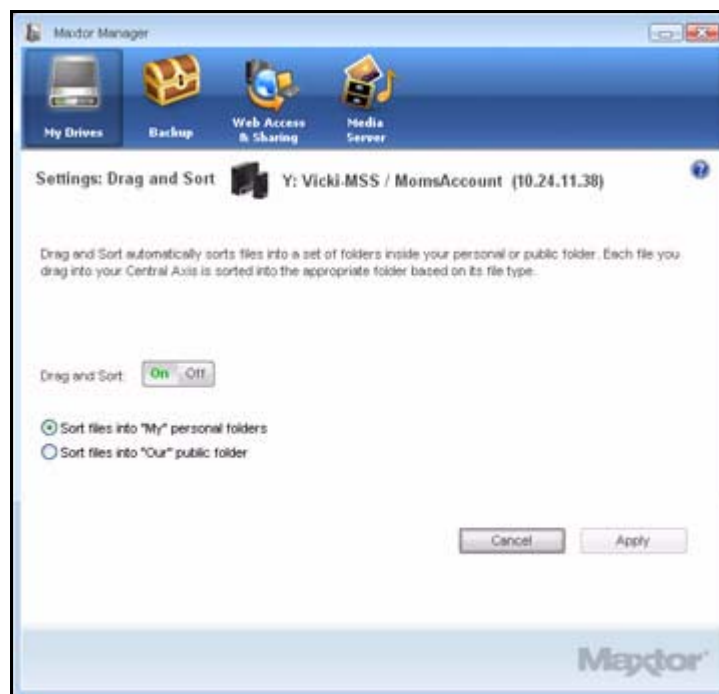 Maxtor Manager
My Drives
Backup
Web Access
& Sharing
Media
Server
Settings: Drag and Sort
Y: Vicki-MSS / MomsAccount (10.24.11.38)
Drag and Sort automatically sorts files into a set of folders inside your personal or public folder. Each file you
drag into your Central Axis is sorted into the appropriate folder based on its file type.
Drag and Sort:
On Off
Sort files into "My" personal folders
Sort files into "Our" public folder
Cancel
Apply
Maxtor